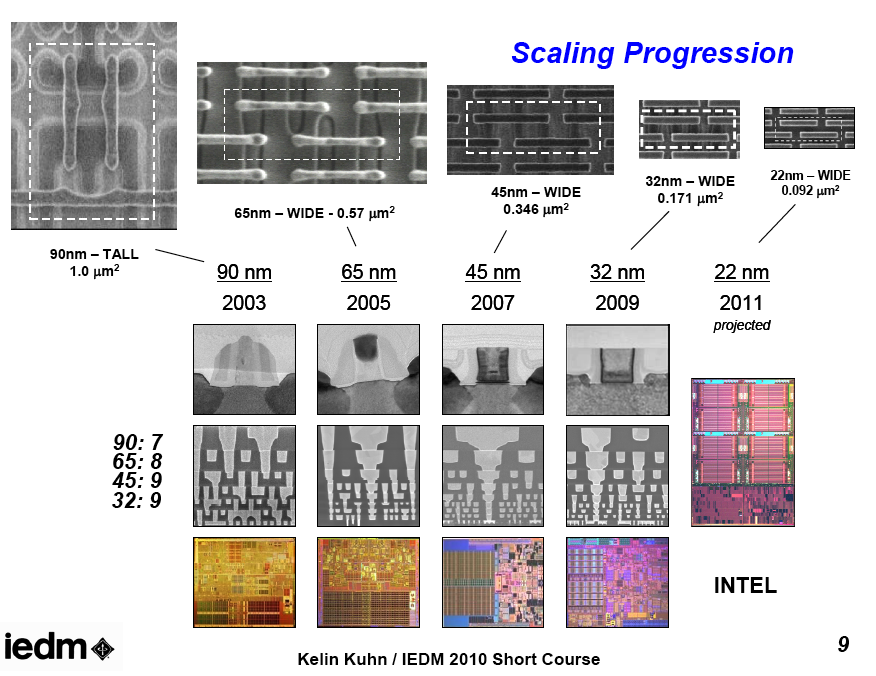 Scaling Progression
90nm – TALL
1.0 μm²
65nm – WIDE - 0.57 μm²
45nm – WIDE
0.346 μm²
32nm – WIDE
0.171 μm²
22nm – WIDE
0.092 μm²
90 nm 65 nm 45 nm 32 nm 22 nm
2003 2005 2007 2009 2011
projected
90: 7
65: 8
45: 9
32: 9
INTEL
iedm
Kelin Kuhn / IEDM 2010 Short Course
9